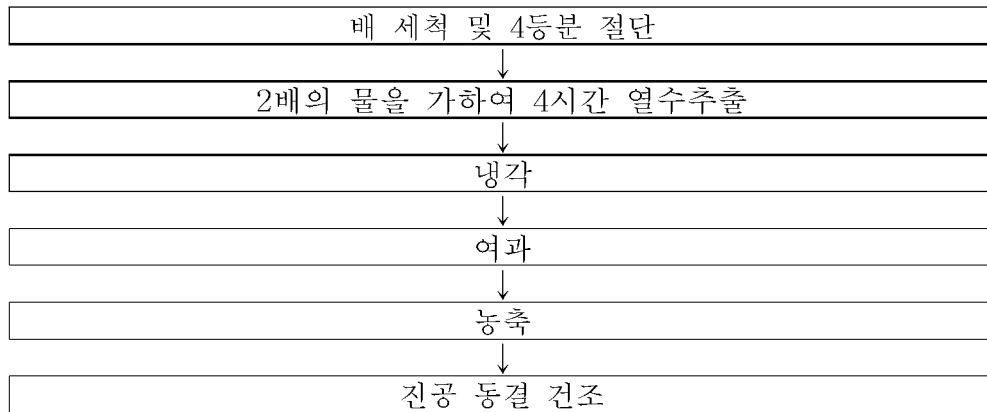 배 세척 및 4등분 절단
↓
2배의 물을 가하여 4시간 열수추출
↓
냉각
↓
여과
↓
농축
↓
진공 동결 건조